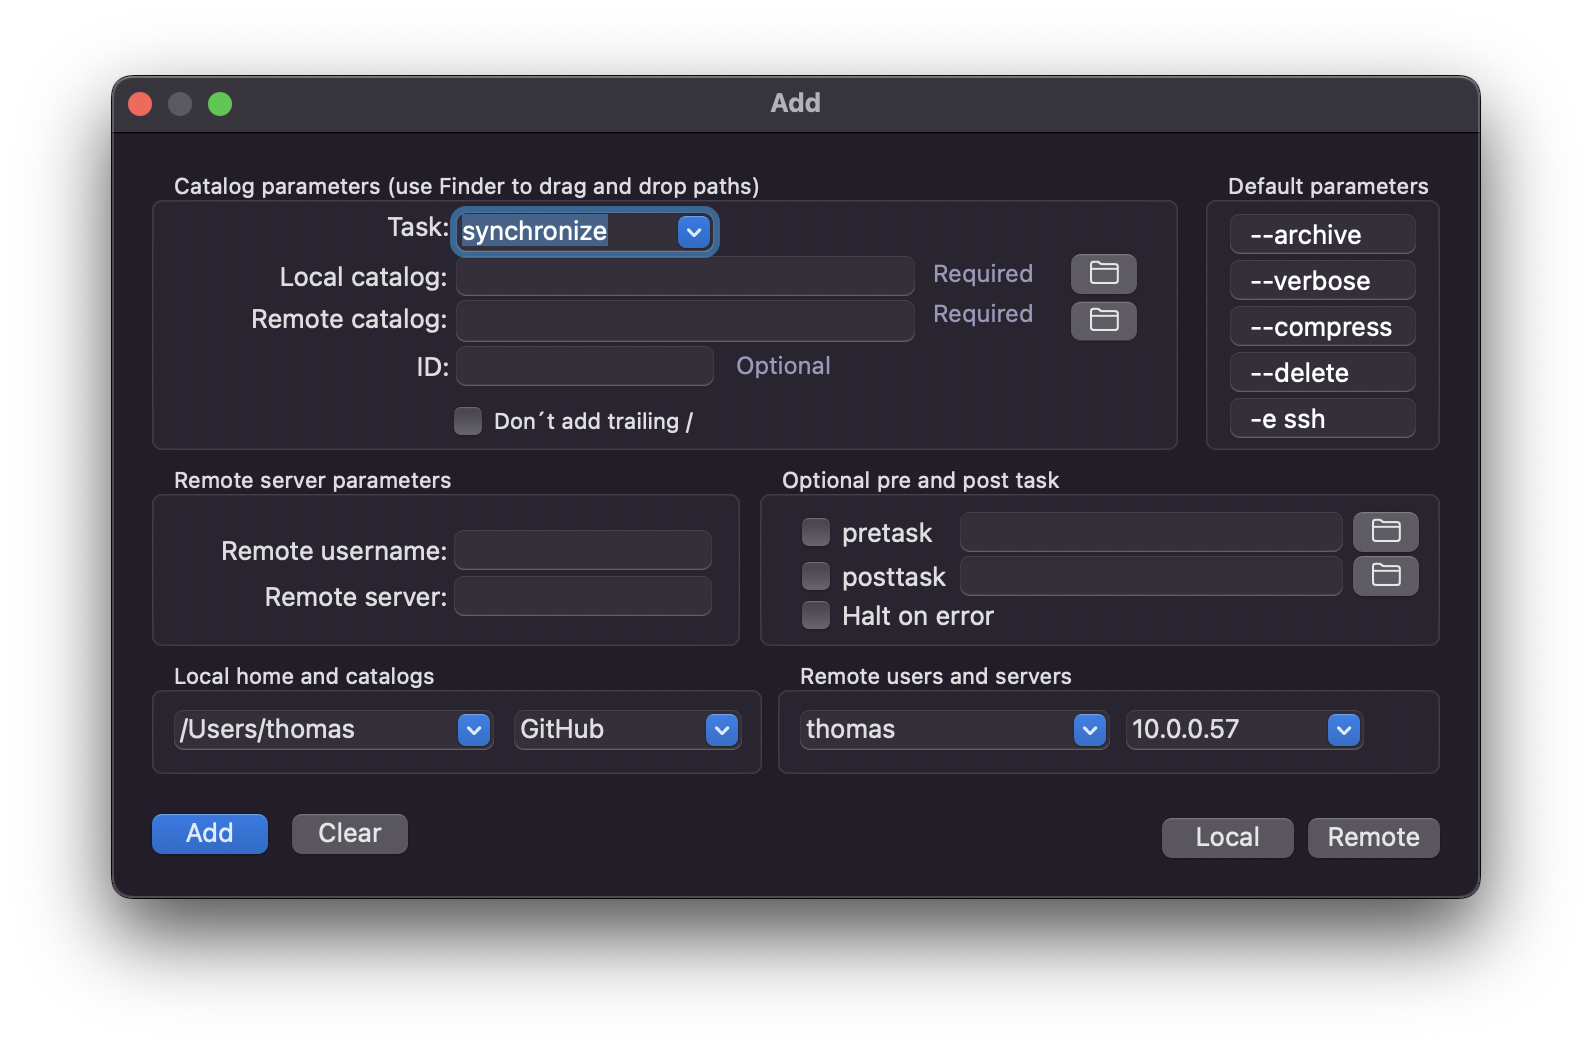 Add
Catalog parameters (use Finder to drag and drop paths)
Task: synchronize
Local catalog: Required
Remote catalog: Required
ID: Optional
Don´t add trailing /
Default parameters
--archive
--verbose
--compress
--delete
-e ssh
Remote server parameters
Remote username:
Remote server:
Optional pre and post task
pretask
posttask
Halt on error
Local home and catalogs
/Users/thomas GitHub
Remote users and servers
thomas 10.0.0.57
Add Clear Local Remote